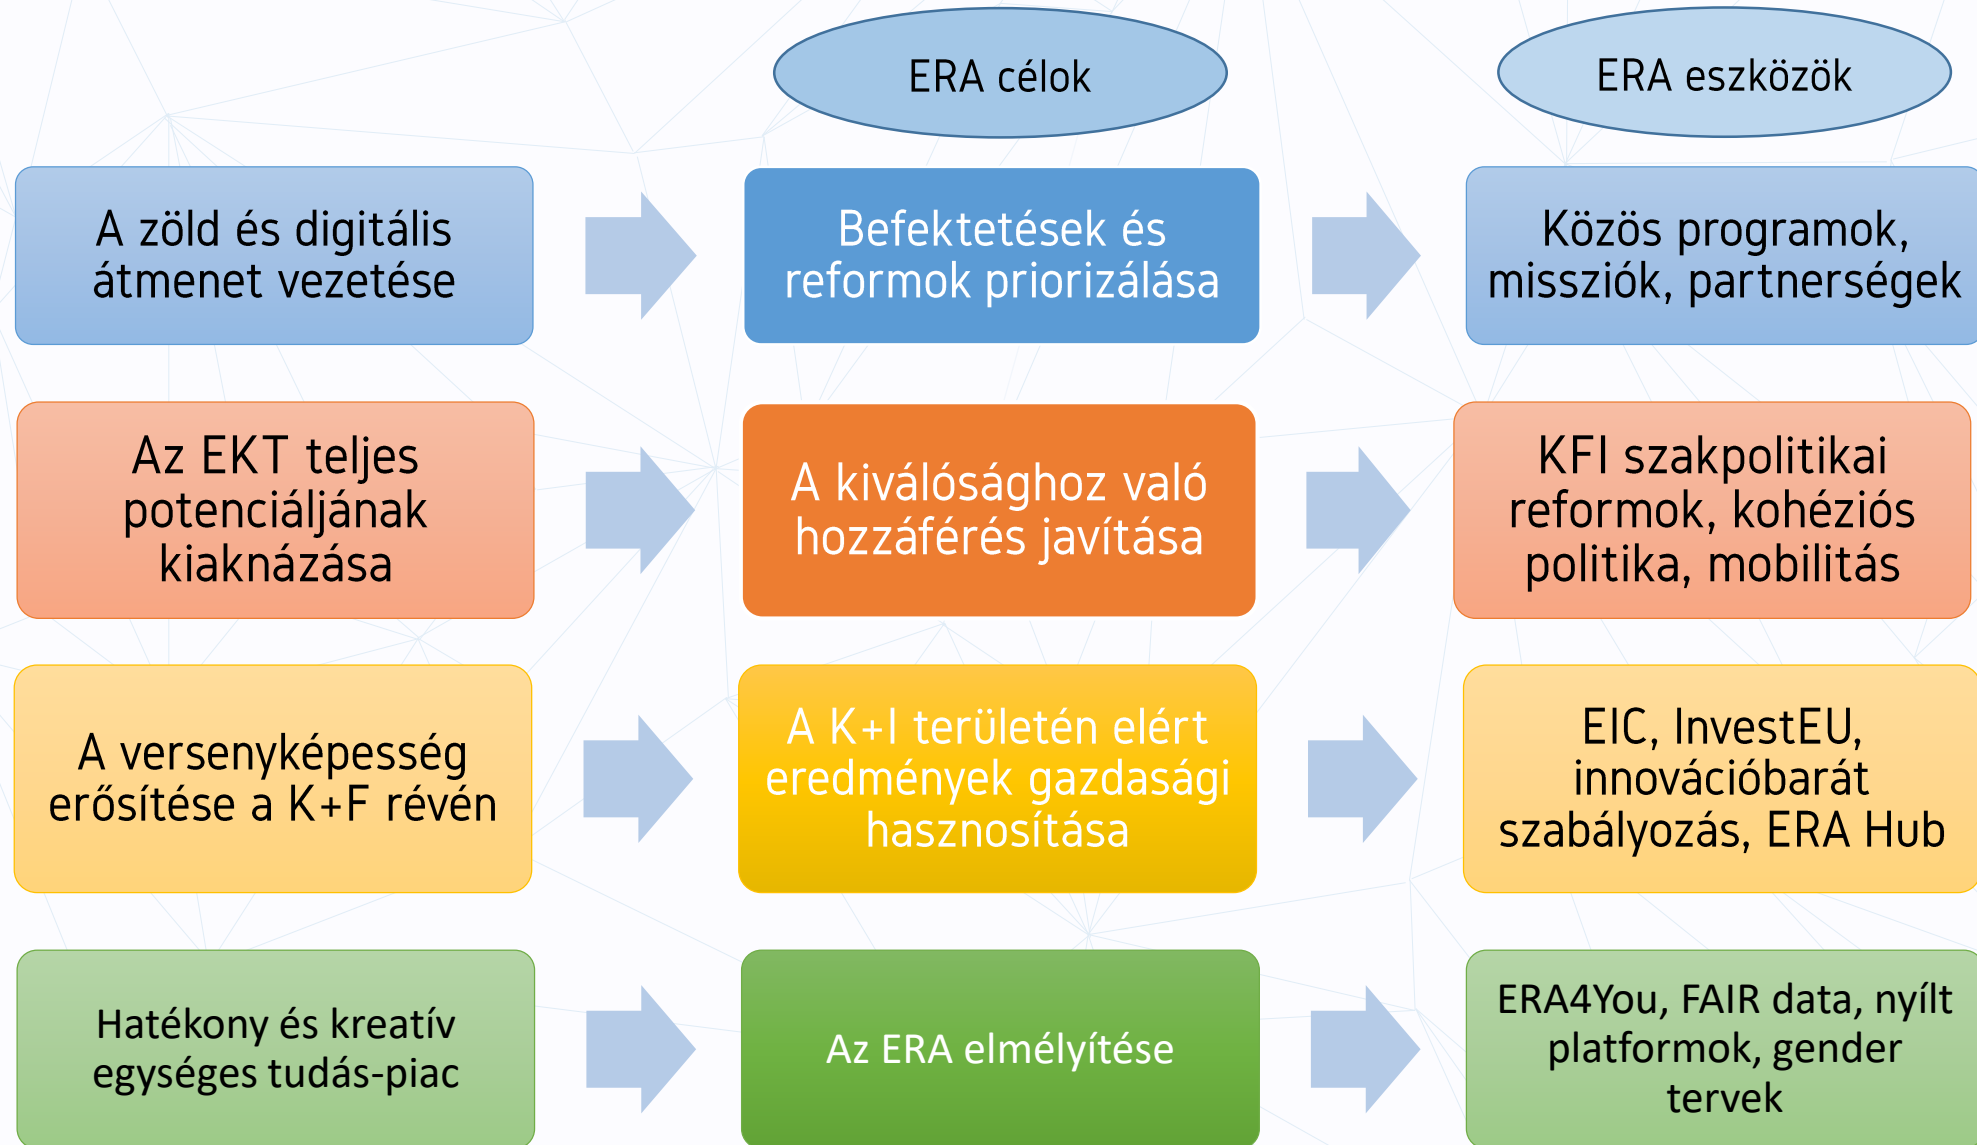 ERA célok
ERA eszközök
A zöld és digitális
átmenet vezetése
Befektetések és
reformok priorizálása
Közös programok,
missziók, partnerségek
Az EKT teljes
potenciáljának
kiaknázása
A kiválósághoz való
hozzáférés javítása
KFI szakpolitikai
reformok, kohéziós
politika, mobilitás
A versenyképesség
erősítése a K+F révén
A K+I területén elért
eredmények gazdasági
hasznosítása
EIC, InvestEU,
innovációbarát
szabályozás, ERA Hub
Hatékony és kreatív
egységes tudás-piac
Az ERA elmélyítése
ERA4You, FAIR data, nyílt
platformok, gender
tervek